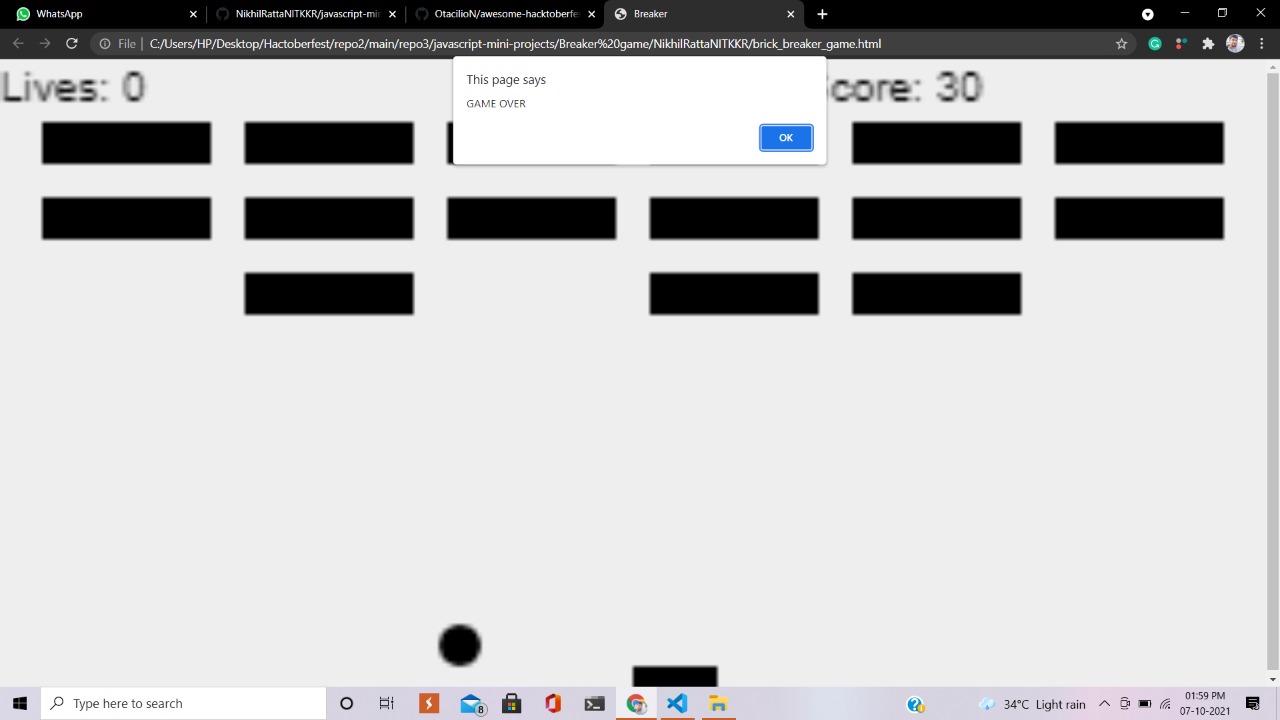 WhatsApp
NikhilRattaNITKKR/javascript-mi
OtacilioN/awesome-hacktoberfe
Breaker
File
C:/Users/HP/Desktop/Hactoberfest/repo2/main/repo3/javascript-mini-projects/Breaker%20game/NikhilRattaNITKKR/brick_breaker_game.html
Lives: 0
core: 30
This page says
GAME OVER
OK
Type here to search
8
34°C Light rain
01:59 PM
07-10-2021